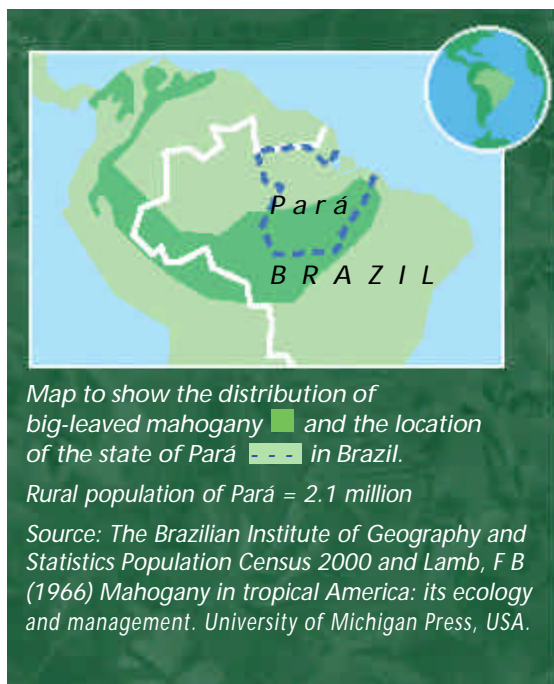 Pará
BRAZIL
Map to show the distribution of
big-leaved mahogany and the location
of the state of Pará in Brazil.
Rural population of Pará = 2.1 million
Source: The Brazilian Institute of Geography and
Statistics Population Census 2000 and Lamb, F B
(1966) Mahogany in tropical America: its ecology
and management. University of Michigan Press, USA.